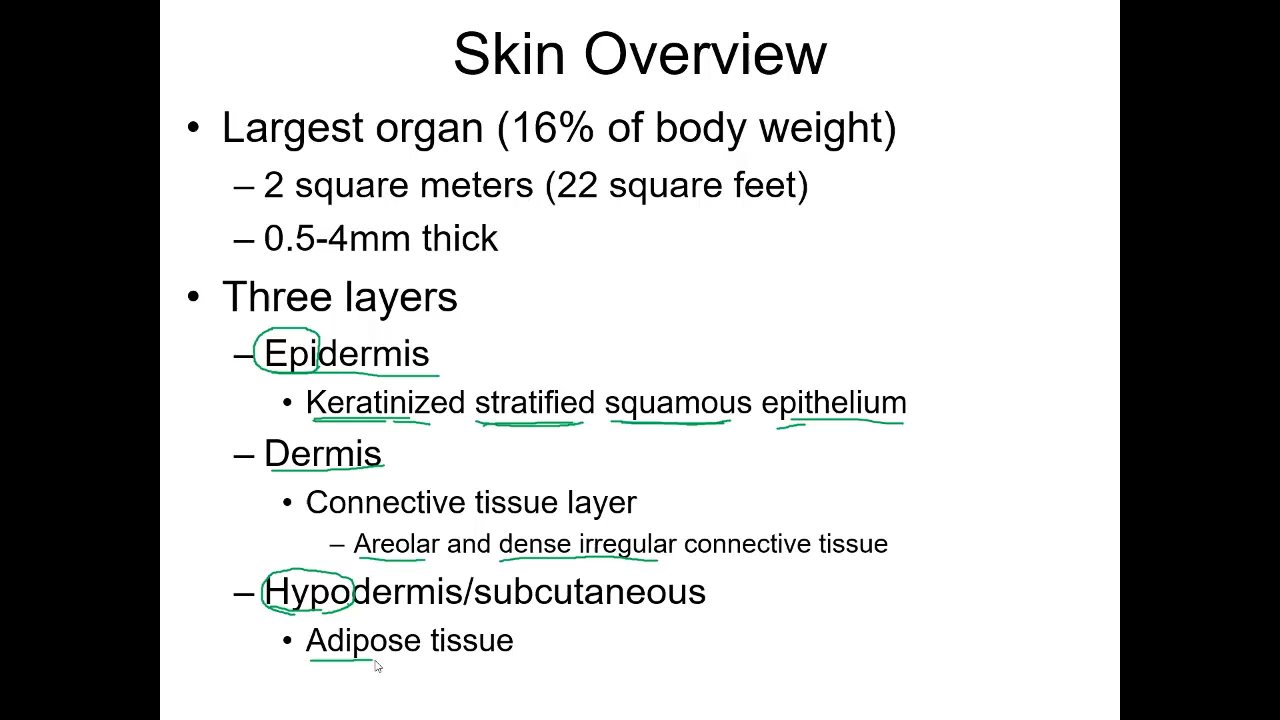 Skin Overview
• Largest organ (16% of body weight)
– 2 square meters (22 square feet)
– 0.5-4mm thick
• Three layers
– Epidermis
• Keratinized stratified squamous epithelium
– Dermis
• Connective tissue layer
– Areolar and dense irregular connective tissue
– Hypodermis/subcutaneous
• Adipose tissue